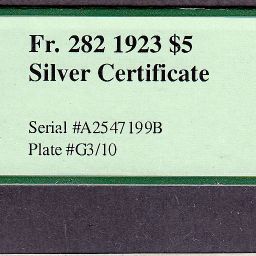 Fr. 282 1923 $5
Silver Certificate
Serial #A2547199B
Plate #G3/10